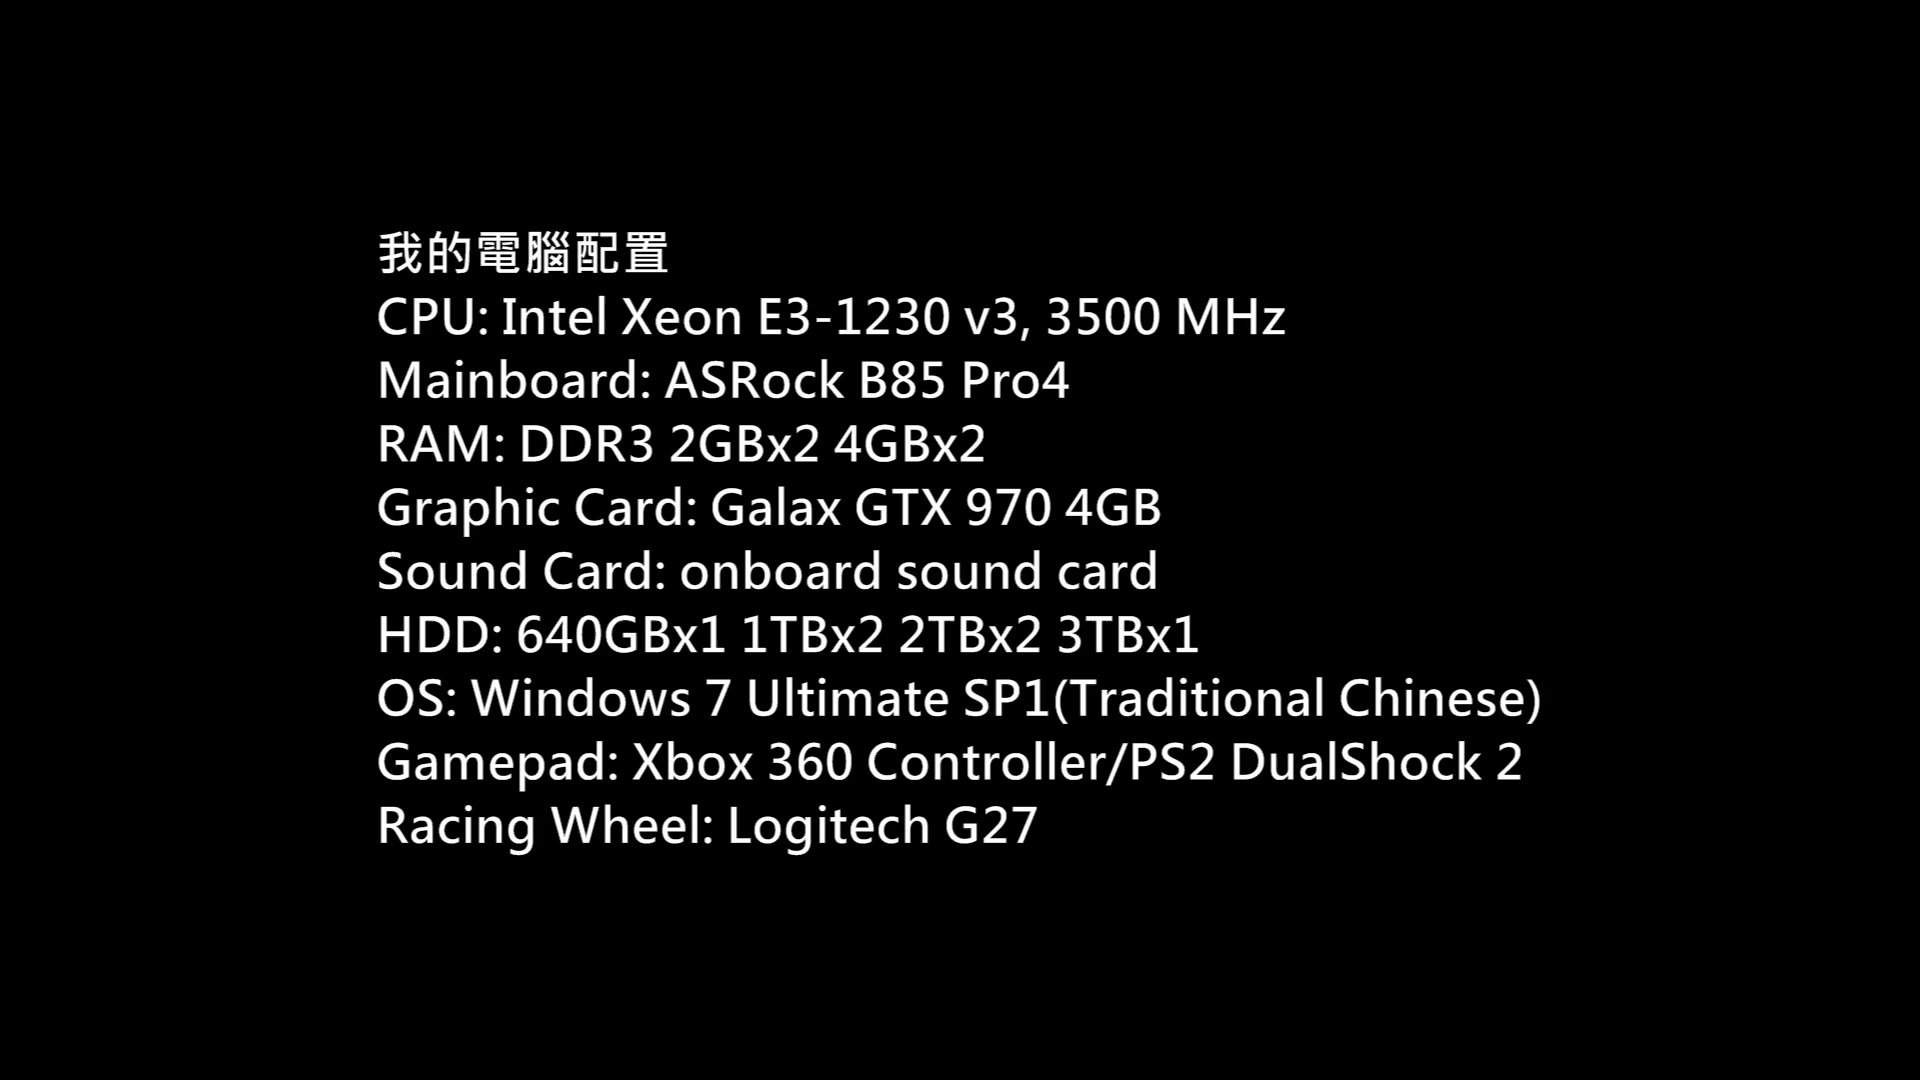 我的電腦配置
CPU: Intel Xeon E3-1230 v3, 3500 MHz
Mainboard: ASRock B85 Pro4
RAM: DDR3 2GBx2 4GBx2
Graphic Card: Galax GTX 970 4GB
Sound Card: onboard sound card
HDD: 640GBx1 1TBx2 2TBx2 3TBx1
OS: Windows 7 Ultimate SP1(Traditional Chinese)
Gamepad: Xbox 360 Controller/PS2 DualShock 2
Racing Wheel: Logitech G27